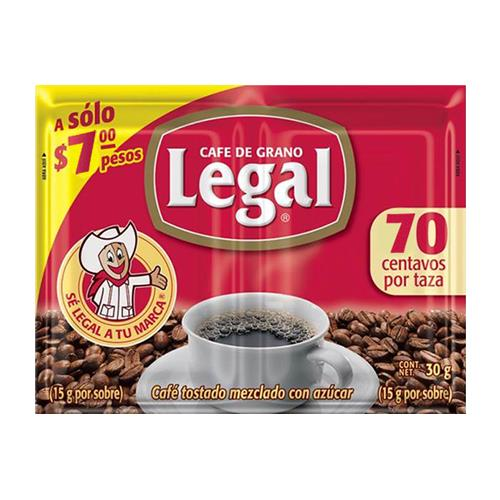 A sólo
$7.00
pesos
CAFE DE GRANO
Legal
®
70
centavos
por taza
SÉ LEGAL A TU MARCA®
CONT.
NET. 30 g
(15 g por sobre)
Café tostado mezclado con azúcar
(15 g por sobre)